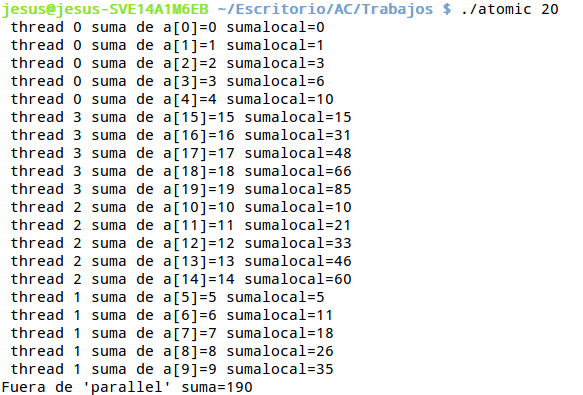 jesus@jesus-SVE14A1M6EB ~/Escritorio/AC/Trabajos $ ./atomic 20
thread 0 suma de a[0]=0 sumalocal=0
thread 0 suma de a[1]=1 sumalocal=1
thread 0 suma de a[2]=2 sumalocal=3
thread 0 suma de a[3]=3 sumalocal=6
thread 0 suma de a[4]=4 sumalocal=10
thread 3 suma de a[15]=15 sumalocal=15
thread 3 suma de a[16]=16 sumalocal=31
thread 3 suma de a[17]=17 sumalocal=48
thread 3 suma de a[18]=18 sumalocal=66
thread 3 suma de a[19]=19 sumalocal=85
thread 2 suma de a[10]=10 sumalocal=10
thread 2 suma de a[11]=11 sumalocal=21
thread 2 suma de a[12]=12 sumalocal=33
thread 2 suma de a[13]=13 sumalocal=46
thread 2 suma de a[14]=14 sumalocal=60
thread 1 suma de a[5]=5 sumalocal=5
thread 1 suma de a[6]=6 sumalocal=11
thread 1 suma de a[7]=7 sumalocal=18
thread 1 suma de a[8]=8 sumalocal=26
thread 1 suma de a[9]=9 sumalocal=35
Fuera de 'parallel' suma=190